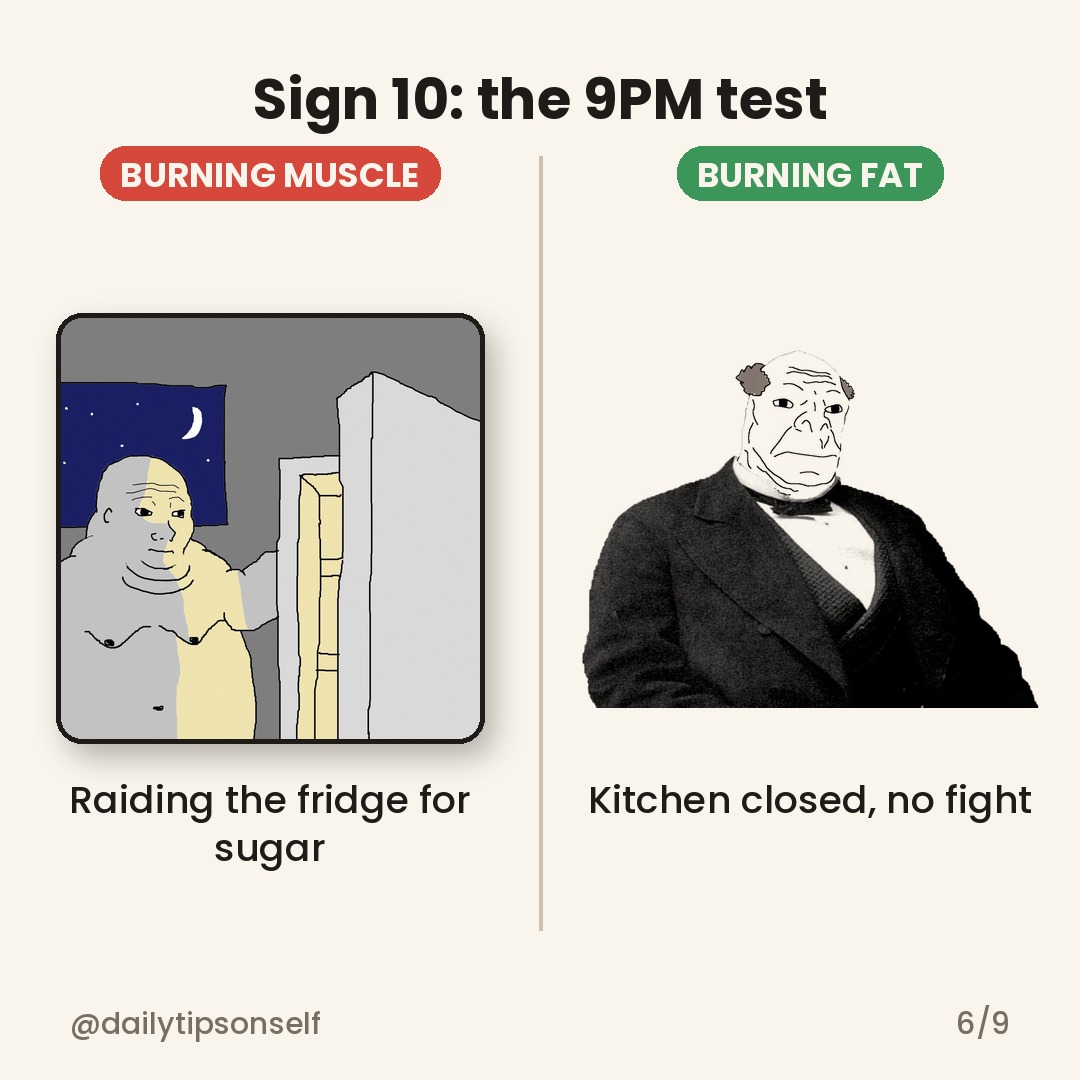 Sign 10: the 9PM test
BURNING MUSCLE
BURNING FAT
Raiding the fridge for
sugar
Kitchen closed, no fight
@dailytipsonself
6/9